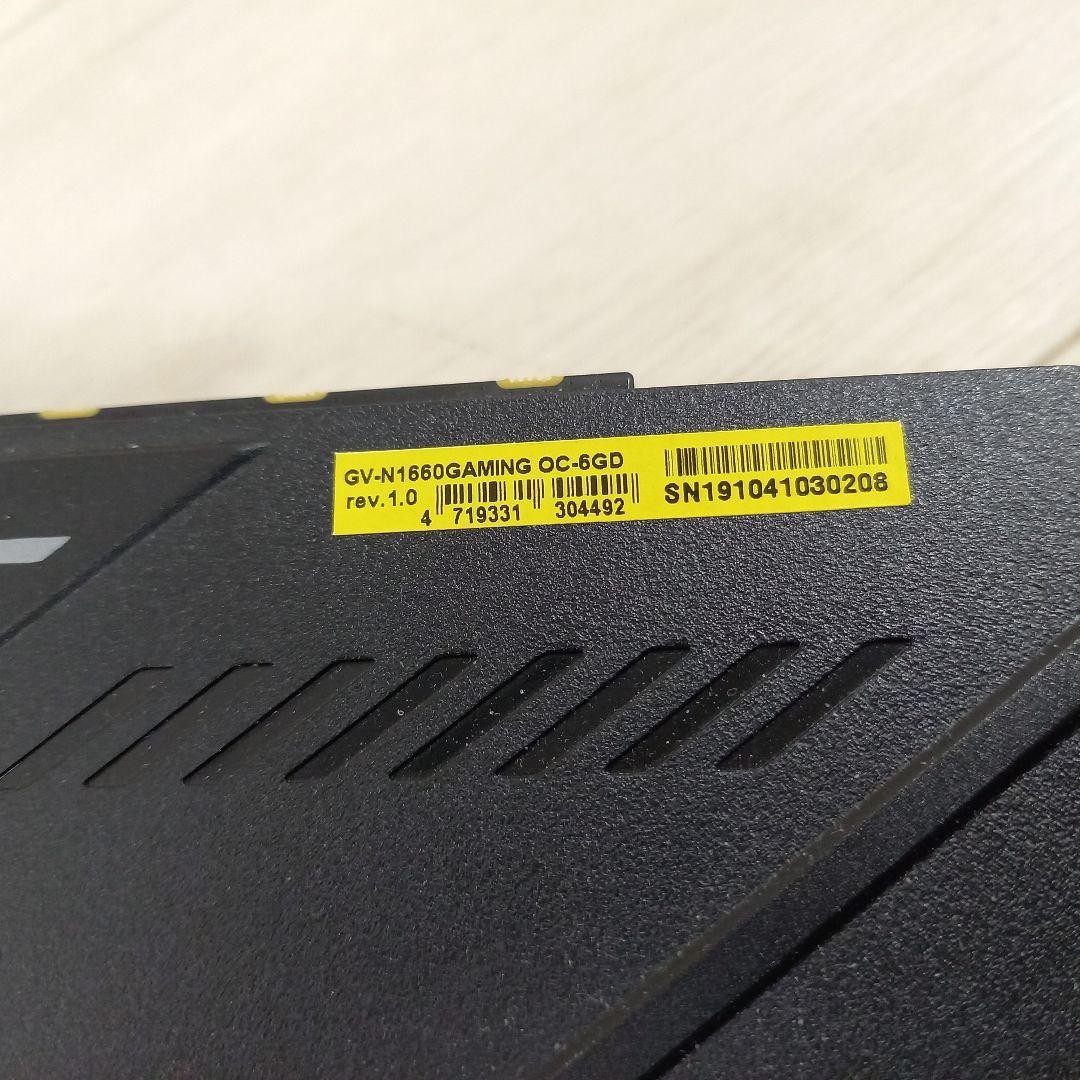 GV-N1660GAMING OC-6GD
rev.1.0
4 719331 304492
SN191041030208